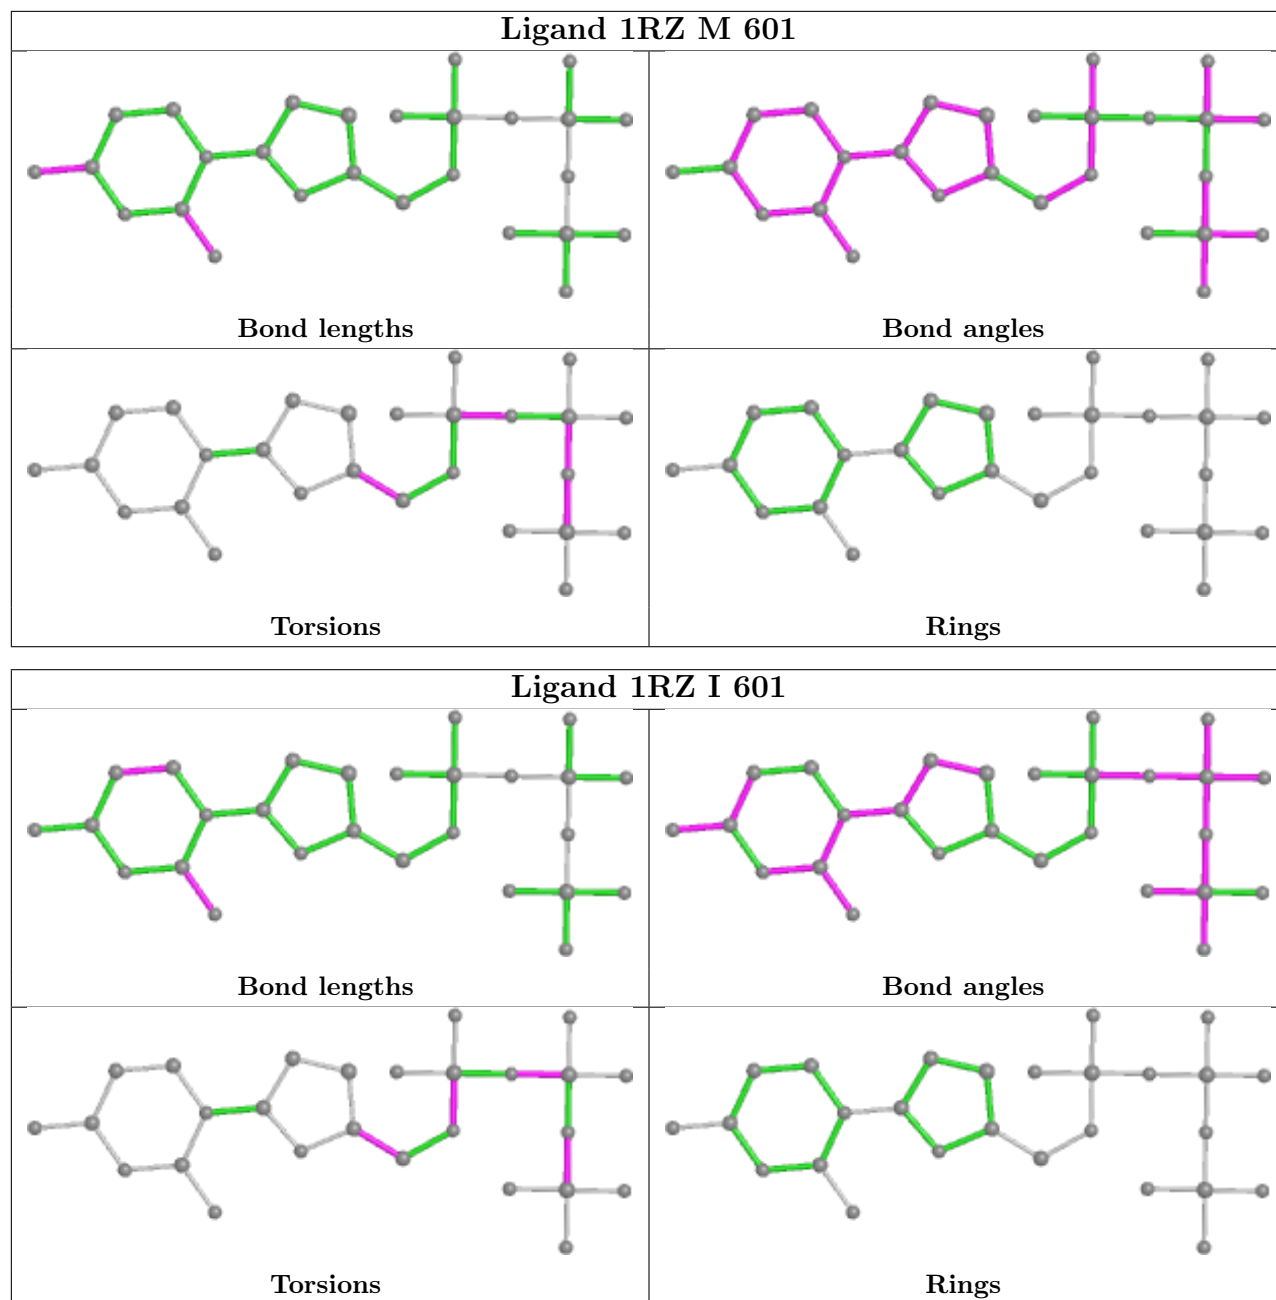 Ligand 1RZ M 601
Bond lengths
Bond angles
Torsions
Rings
Ligand 1RZ I 601
Bond lengths
Bond angles
Torsions
Rings